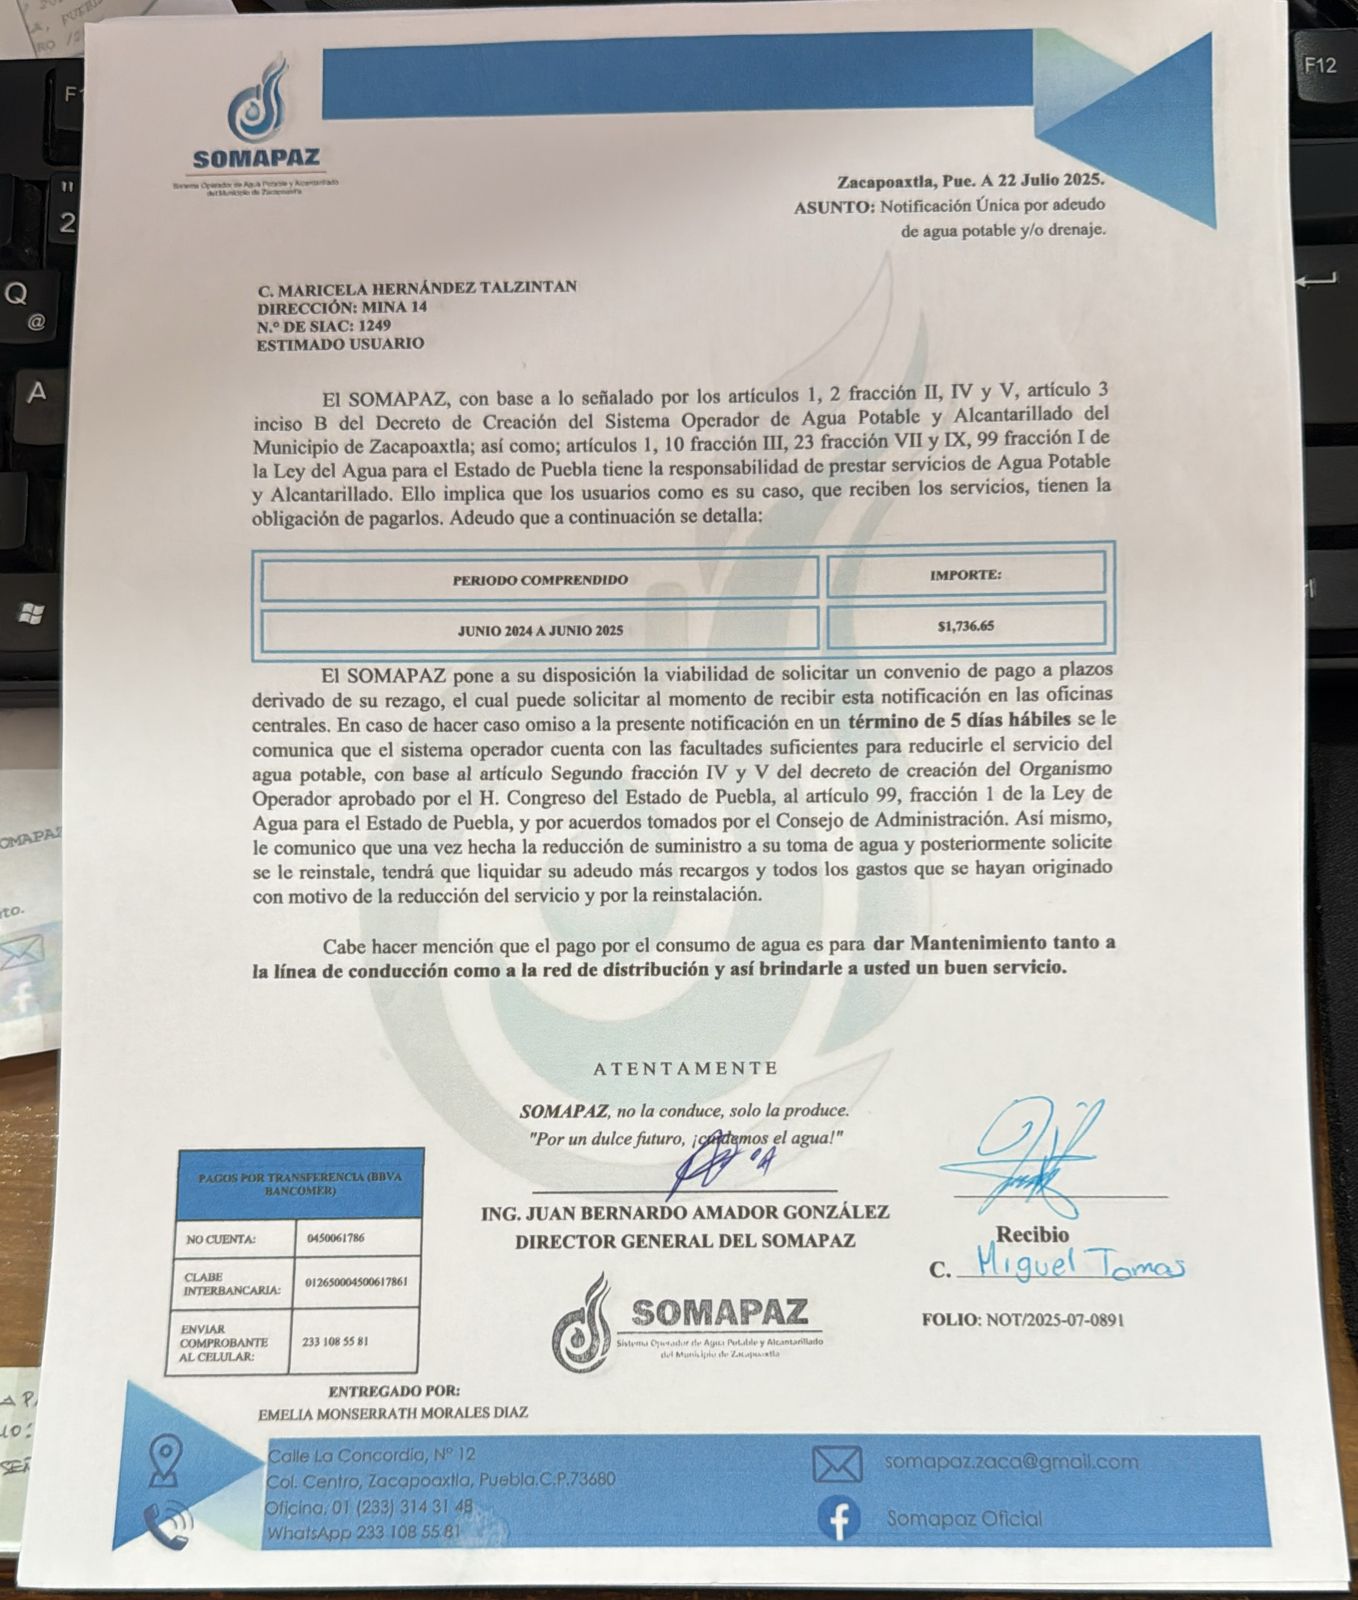 SOMAPAZ
Sistema Operador de Agua Potable y Alcantarillado
del Municipio de Zacapoaxtla
Zacapoaxtla, Pue. A 22 Julio 2025.
ASUNTO: Notificación Única por adeudo
de agua potable y/o drenaje.
C. MARICELA HERNÁNDEZ TALZINTAN
DIRECCIÓN: MINA 14
N.º DE SIAC: 1249
ESTIMADO USUARIO
El SOMAPAZ, con base a lo señalado por los artículos 1, 2 fracción II, IV y V, artículo 3
inciso B del Decreto de Creación del Sistema Operador de Agua Potable y Alcantarillado del
Municipio de Zacapoaxtla; así como; artículos 1, 10 fracción III, 23 fracción VII y IX, 99 fracción I de
la Ley del Agua para el Estado de Puebla tiene la responsabilidad de prestar servicios de Agua Potable
y Alcantarillado. Ello implica que los usuarios como es su caso, que reciben los servicios, tienen la
obligación de pagarlos. Adeudo que a continuación se detalla:
PERIODO COMPRENDIDO IMPORTE:
JUNIO 2024 A JUNIO 2025 $1,736.65
El SOMAPAZ pone a su disposición la viabilidad de solicitar un convenio de pago a plazos
derivado de su rezago, el cual puede solicitar al momento de recibir esta notificación en las oficinas
centrales. En caso de hacer caso omiso a la presente notificación en un término de 5 días hábiles se le
comunica que el sistema operador cuenta con las facultades suficientes para reducirle el servicio del
agua potable, con base al artículo Segundo fracción IV y V del decreto de creación del Organismo
Operador aprobado por el H. Congreso del Estado de Puebla, al artículo 99, fracción 1 de la Ley de
Agua para el Estado de Puebla, y por acuerdos tomados por el Consejo de Administración. Así mismo,
le comunico que una vez hecha la reducción de suministro a su toma de agua y posteriormente solicite
se le reinstale, tendrá que liquidar su adeudo más recargos y todos los gastos que se hayan originado
con motivo de la reducción del servicio y por la reinstalación.
Cabe hacer mención que el pago por el consumo de agua es para dar Mantenimiento tanto a
la línea de conducción como a la red de distribución y así brindarle a usted un buen servicio.
ATENTAMENTE
SOMAPAZ, no la conduce, solo la produce.
"Por un dulce futuro, ¡cuidemos el agua!"
ING. JUAN BERNARDO AMADOR GONZÁLEZ
DIRECTOR GENERAL DEL SOMAPAZ
Recibio
C. Miguel Tomas
FOLIO: NOT/2025-07-0891
SOMAPAZ
Sistema Operador de Agua Potable y Alcantarillado
del Municipio de Zacapoaxtla
PAGOS POR TRANSFERENCIA (BBVA
BANCOMER)
NO CUENTA: 0450061786
CLABE
INTERBANCARIA: 012650004500617861
ENVIAR
COMPROBANTE
AL CELULAR: 233 108 55 81
ENTREGADO POR:
EMELIA MONSERRATH MORALES DIAZ
Calle La Concordia, N° 12
Col. Centro, Zacapoaxtla, Puebla.C.P.73680
Oficina, 01 (233) 314 31 48
WhatsApp 233 108 55 81
somapaz.zaca@gmail.com
Somapaz Oficial
F12
2
Q
@
A